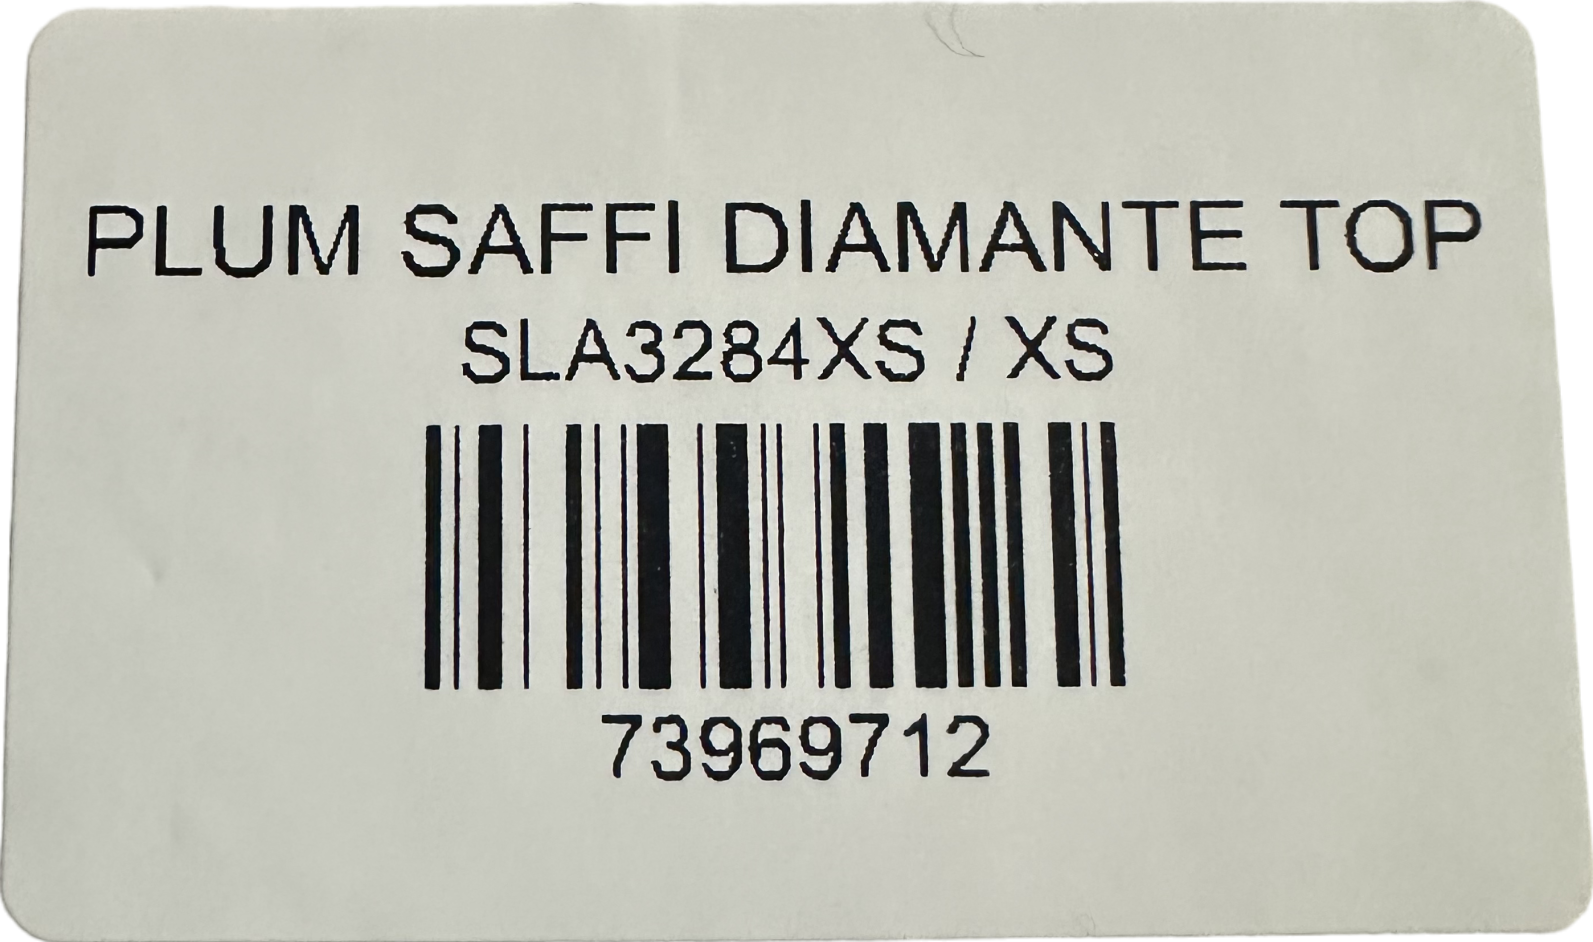 PLUM SAFFI DIAMANTE TOP
SLA3284XS / XS
73969712